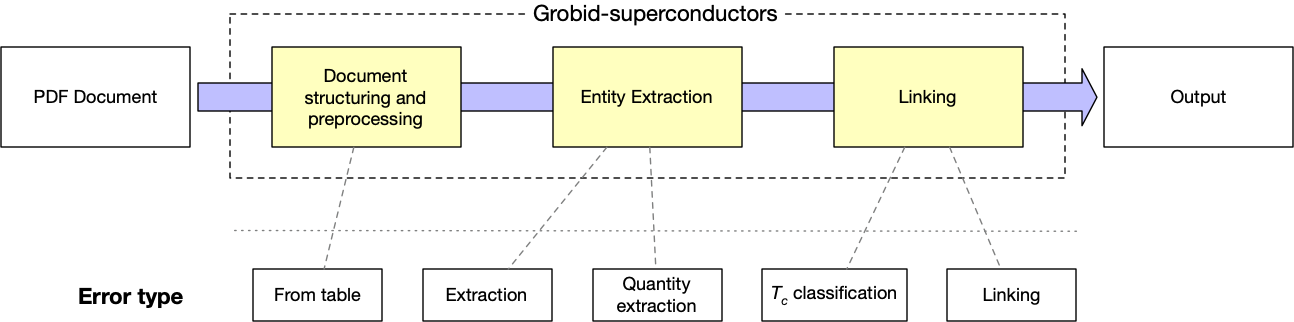 Grobid-superconductors
PDF Document
Document
structuring and
preprocessing
Entity Extraction
Linking
Output
Error type
From table
Extraction
Quantity
extraction
Tc classification
Linking